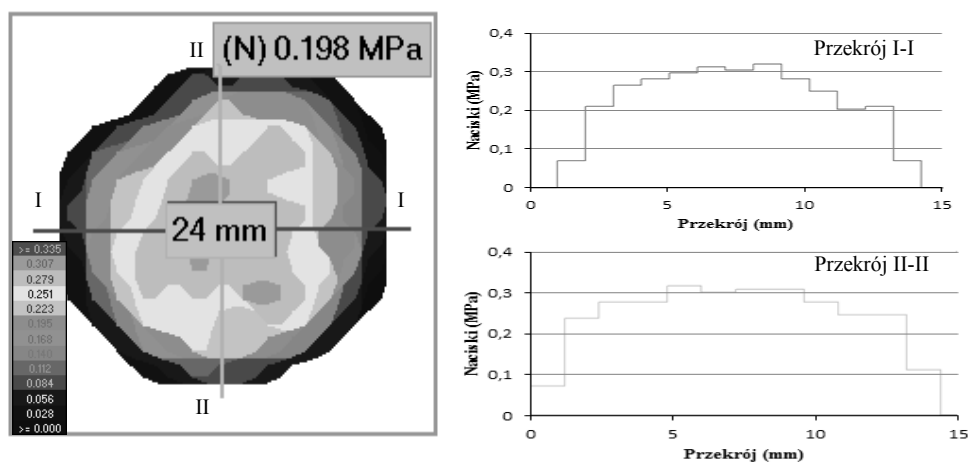 II
(N) 0.198 MPa
I
I
24 mm
>= 0.335
0.307
0.279
0.251
0.223
0.195
0.168
0.140
0.112
0.084
0.056
0.028
>= 0.000
II
Przekrój I-I
Naciski (MPa)
0,4
0,3
0,2
0,1
0
0
5
10
15
Przekrój (mm)
Przekrój II-II
Naciski (MPa)
0,4
0,3
0,2
0,1
0
0
5
10
15
Przekrój (mm)